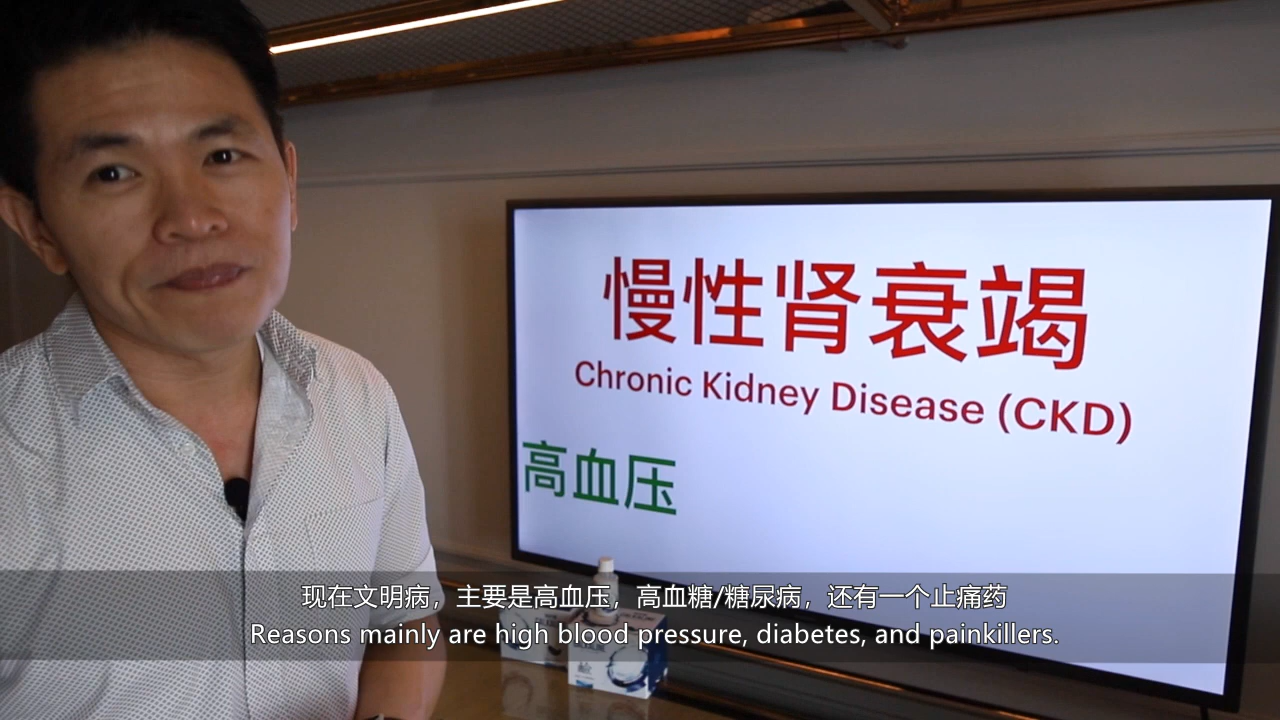 慢性肾衰竭
Chronic Kidney Disease (CKD)
高血压
现在文明病，主要是高血压，高血糖/糖尿病，还有一个止痛药
Reasons mainly are high blood pressure, diabetes, and painkillers.